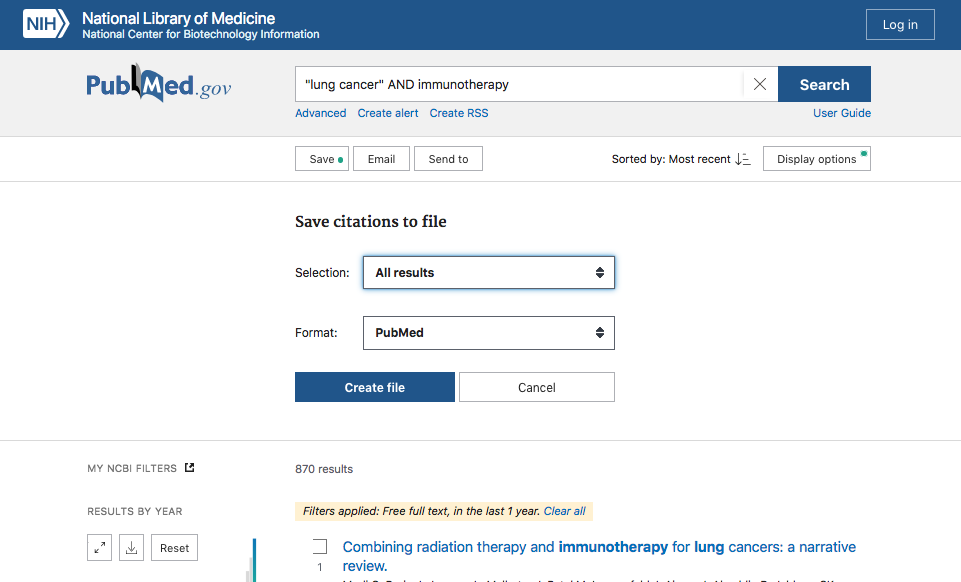 NIH National Library of Medicine
National Center for Biotechnology Information
Log in
PubMed.gov
"lung cancer" AND immunotherapy
Search
Advanced Create alert Create RSS
User Guide
Save Email Send to
Sorted by: Most recent
Display options
Save citations to file
Selection: All results
Format: PubMed
Create file Cancel
MY NCBI FILTERS
870 results
RESULTS BY YEAR
Filters applied: Free full text, in the last 1 year. Clear all
Reset
Combining radiation therapy and immunotherapy for lung cancers: a narrative
1
review.